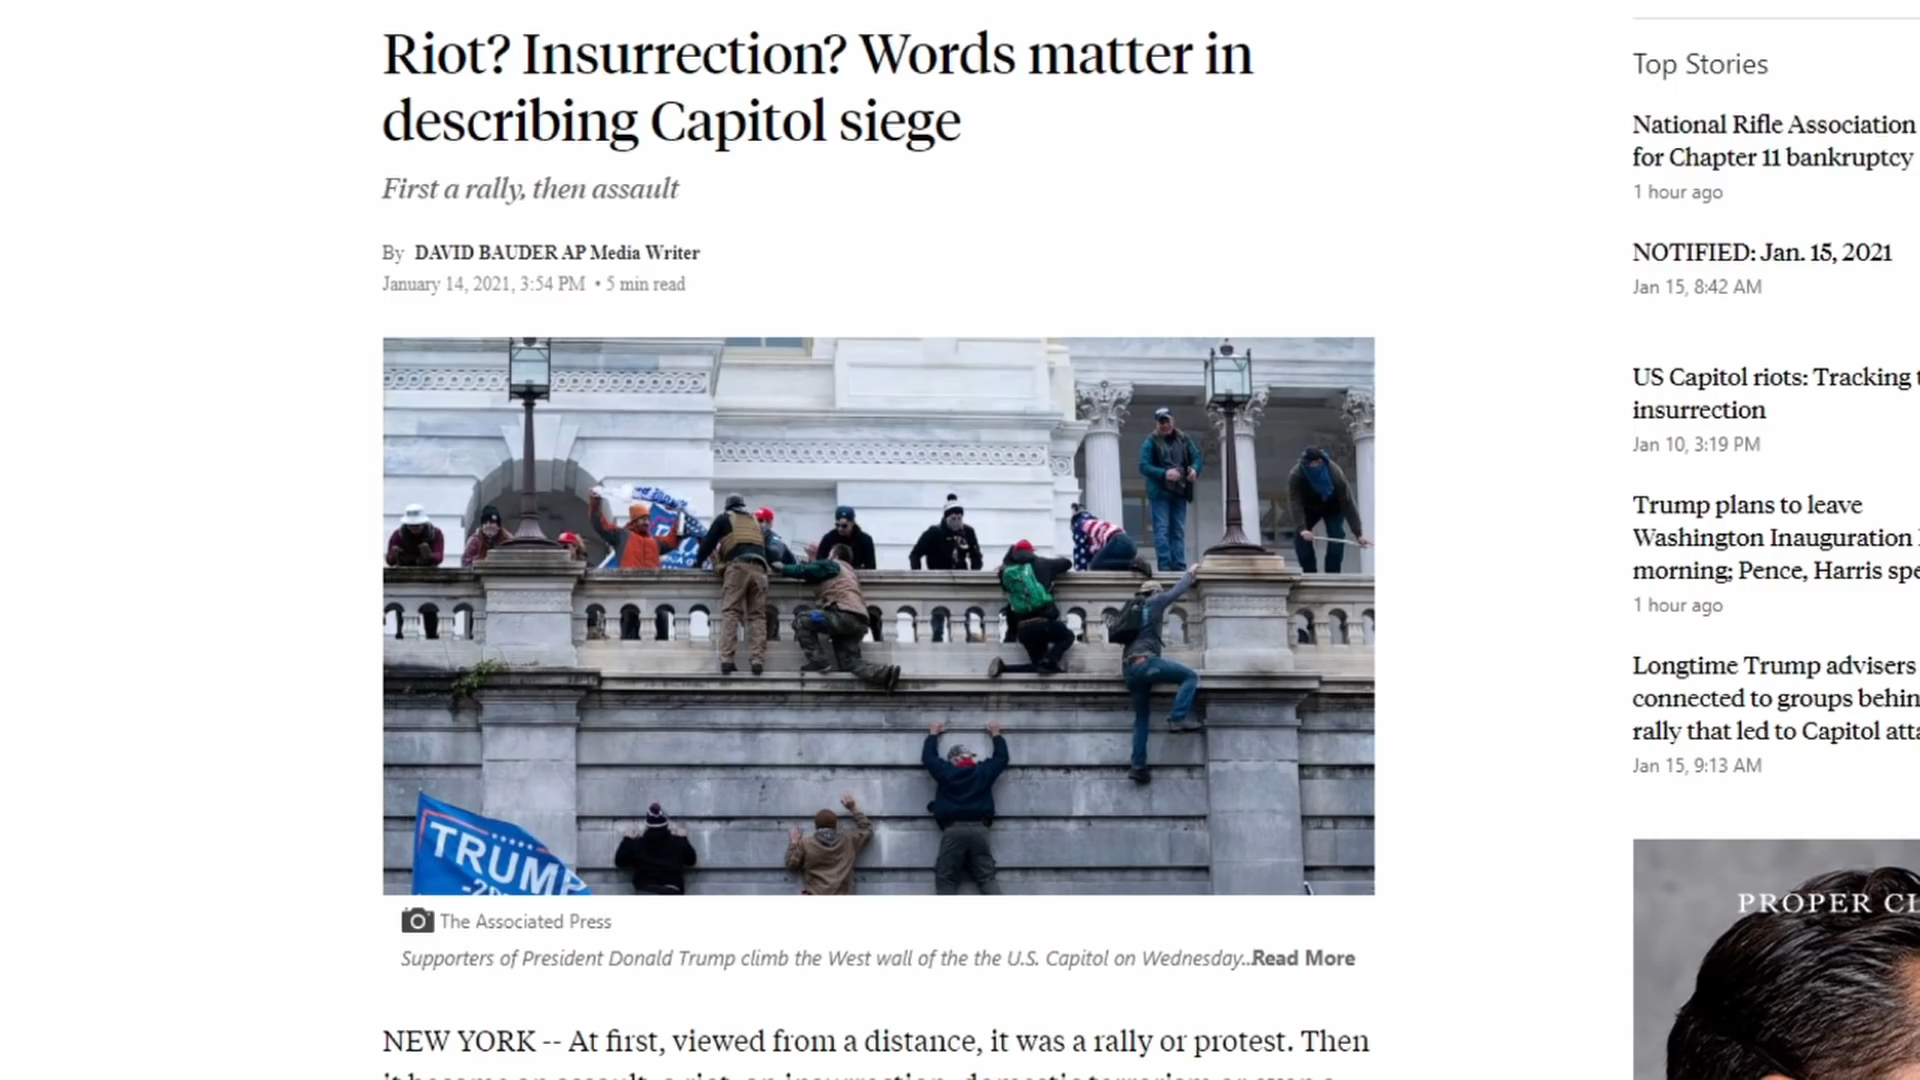 Riot? Insurrection? Words matter in
describing Capitol siege
First a rally, then assault
By DAVID BAUDER AP Media Writer
January 14, 2021, 3:54 PM • 5 min read
TRUMP
The Associated Press
Supporters of President Donald Trump climb the West wall of the the U.S. Capitol on Wednesday...Read More
NEW YORK -- At first, viewed from a distance, it was a rally or protest. Then
Top Stories
National Rifle Association
for Chapter 11 bankruptcy
1 hour ago
NOTIFIED: Jan. 15, 2021
Jan 15, 8:42 AM
US Capitol riots: Tracking
insurrection
Jan 10, 3:19 PM
Trump plans to leave
Washington Inauguration
morning; Pence, Harris
1 hour ago
Longtime Trump advisers
connected to groups
rally that led to Capitol
Jan 15, 9:13 AM
PROPER